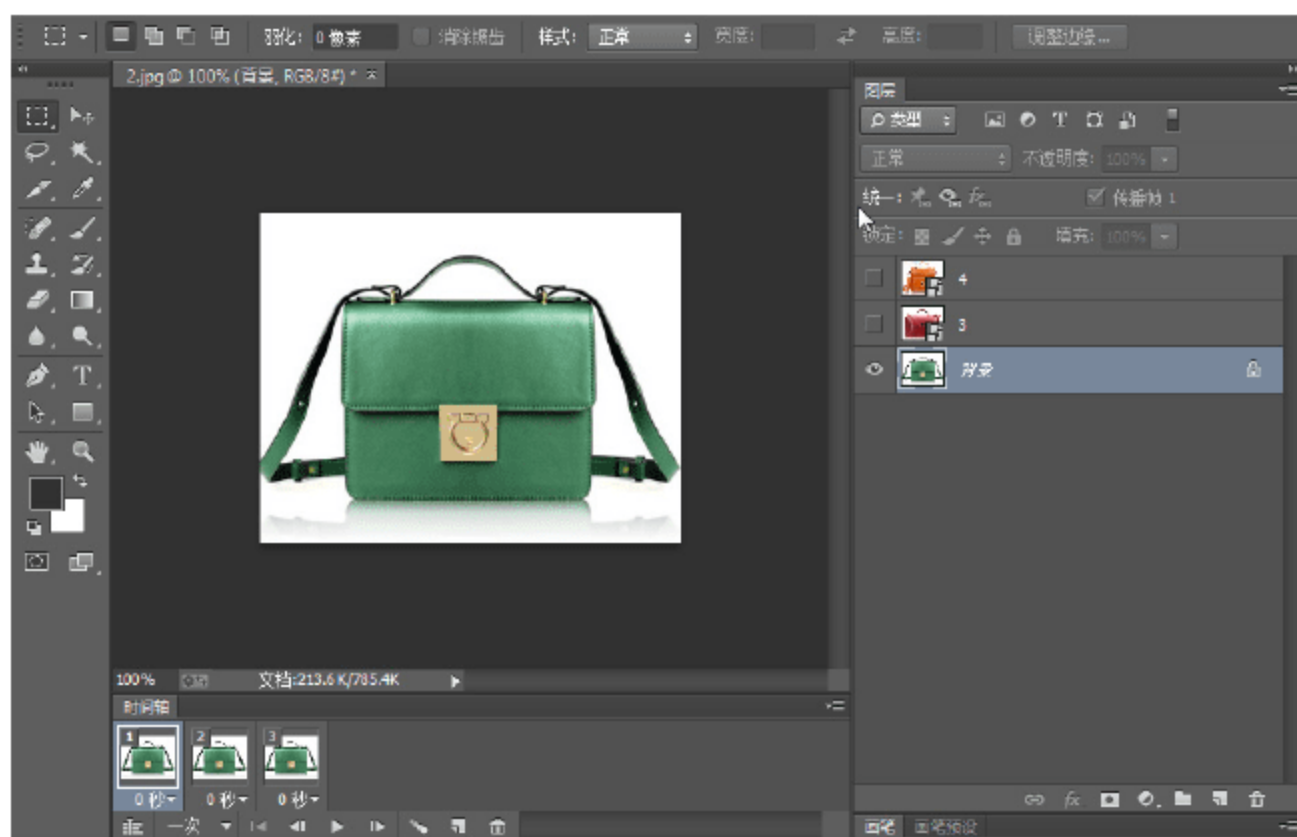 羽化: 0 像素 消除锯齿 样式: 正常 宽度: 高度: 调整边缘...
2.jpg @ 100% (背景, RGB/8#) *
图层
类型
正常 不透明度: 100%
统一: 传播帧 1
锁定: 填充: 100%
4
3
背景
100% 文档:213.6K/785.4K
时间轴
1 2 3
0 秒 0 秒 0 秒
一次
画笔 画笔预设